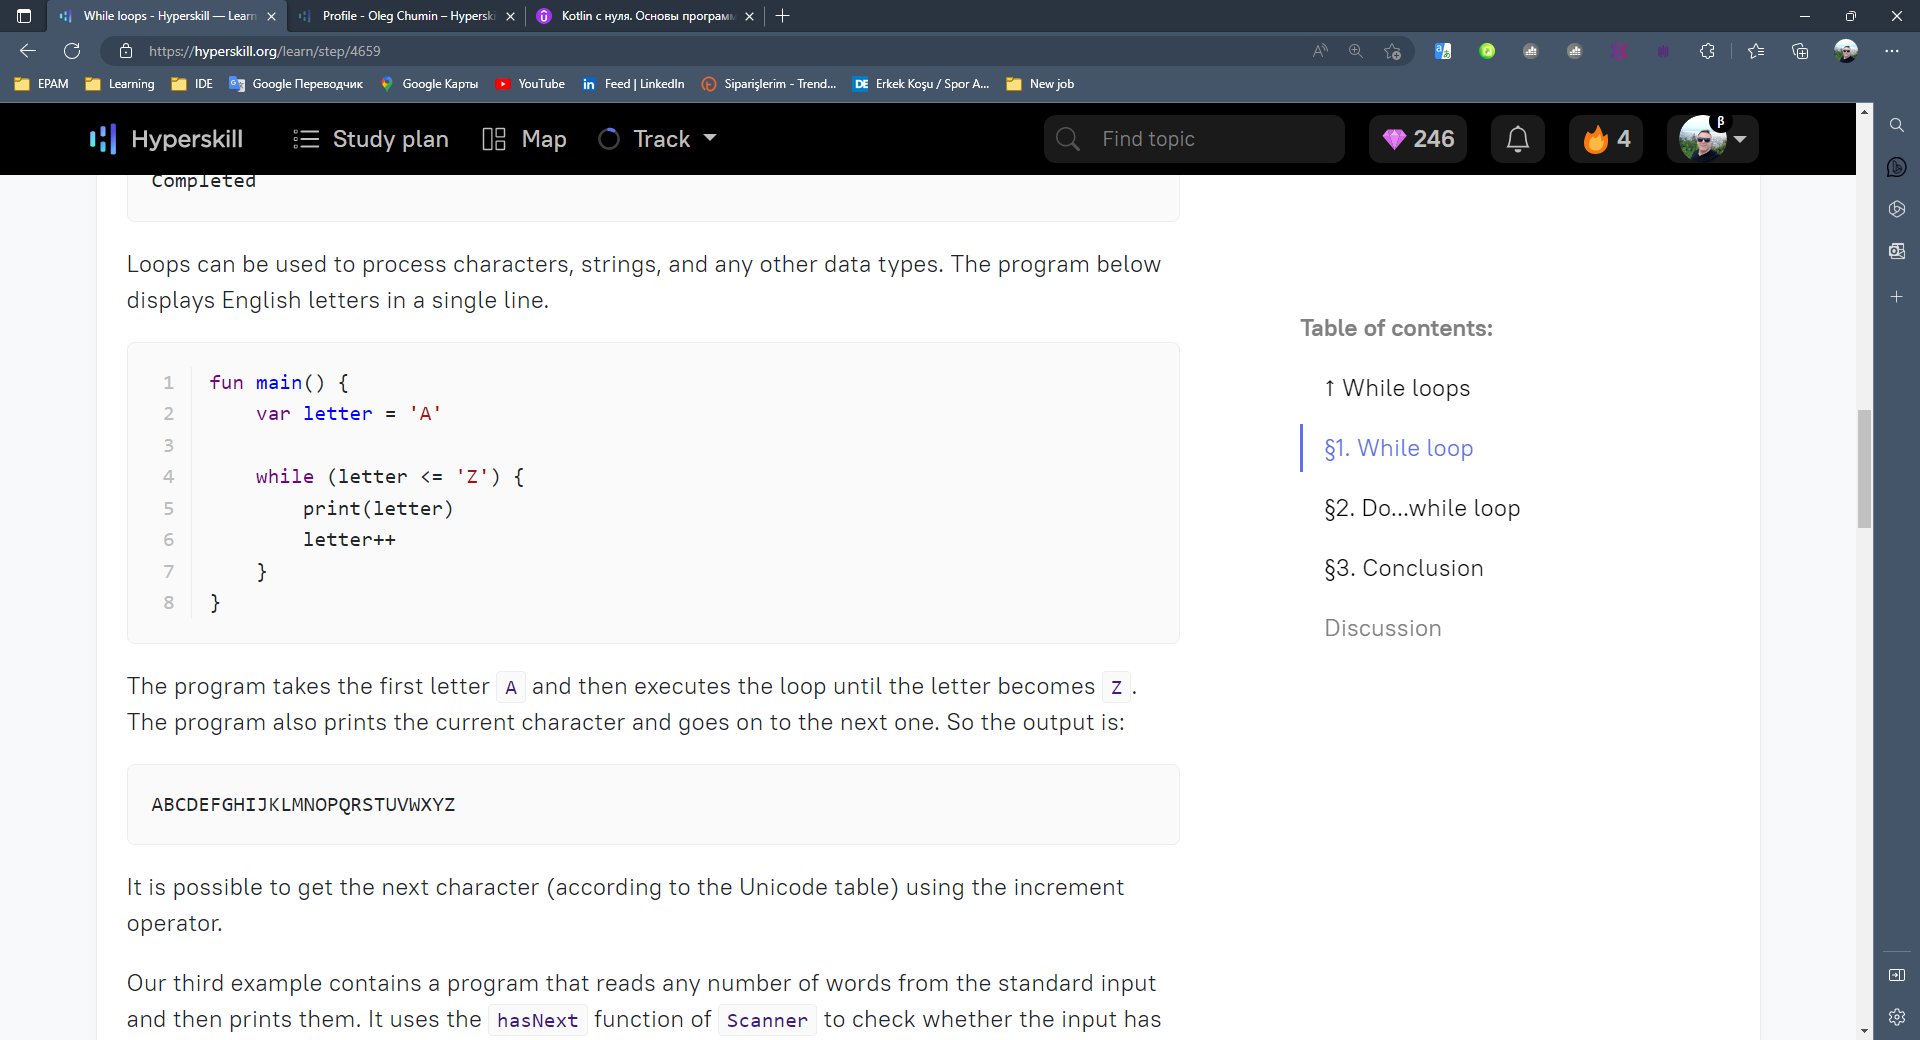 While loops - Hyperskill — Learn
Profile - Oleg Chumin – Hyperski
Kotlin с нуля. Основы програм
https://hyperskill.org/learn/step/4659
EPAM
Learning
IDE
Google Переводчик
Google Карты
YouTube
Feed | LinkedIn
Siparişlerim - Trend...
DE Erkek Koşu / Spor A...
New job
Hyperskill
Study plan
Map
Track
Find topic
246
4
β
Completed
Loops can be used to process characters, strings, and any other data types. The program below
displays English letters in a single line.
1 fun main() {
2     var letter = 'A'
3
4     while (letter <= 'Z') {
5         print(letter)
6         letter++
7     }
8 }
The program takes the first letter A and then executes the loop until the letter becomes Z.
The program also prints the current character and goes on to the next one. So the output is:
ABCDEFGHIJKLMNOPQRSTUVWXYZ
It is possible to get the next character (according to the Unicode table) using the increment
operator.
Our third example contains a program that reads any number of words from the standard input
and then prints them. It uses the hasNext function of Scanner to check whether the input has
Table of contents:
↑ While loops
§1. While loop
§2. Do...while loop
§3. Conclusion
Discussion